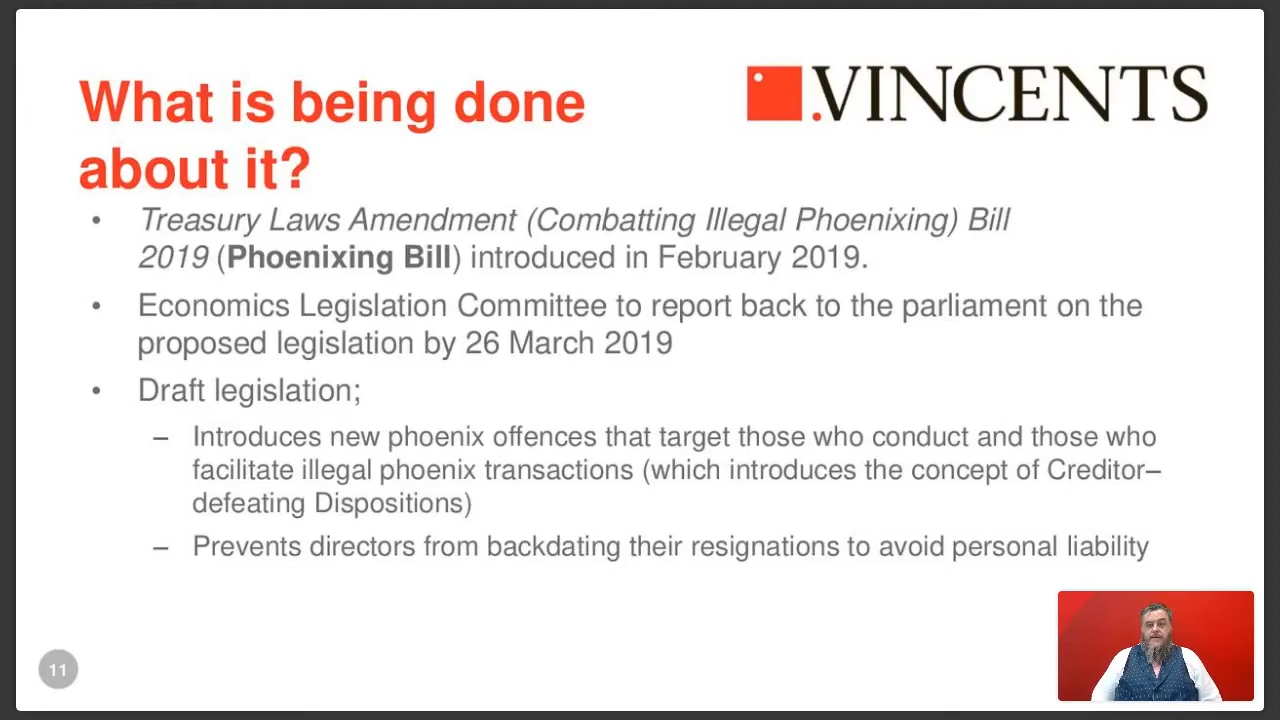 What is being done
about it?
.VINCENTS
• Treasury Laws Amendment (Combatting Illegal Phoenixing) Bill
2019 (Phoenixing Bill) introduced in February 2019.
• Economics Legislation Committee to report back to the parliament on the
proposed legislation by 26 March 2019
• Draft legislation;
– Introduces new phoenix offences that target those who conduct and those who
facilitate illegal phoenix transactions (which introduces the concept of Creditor–
defeating Dispositions)
– Prevents directors from backdating their resignations to avoid personal liability
11